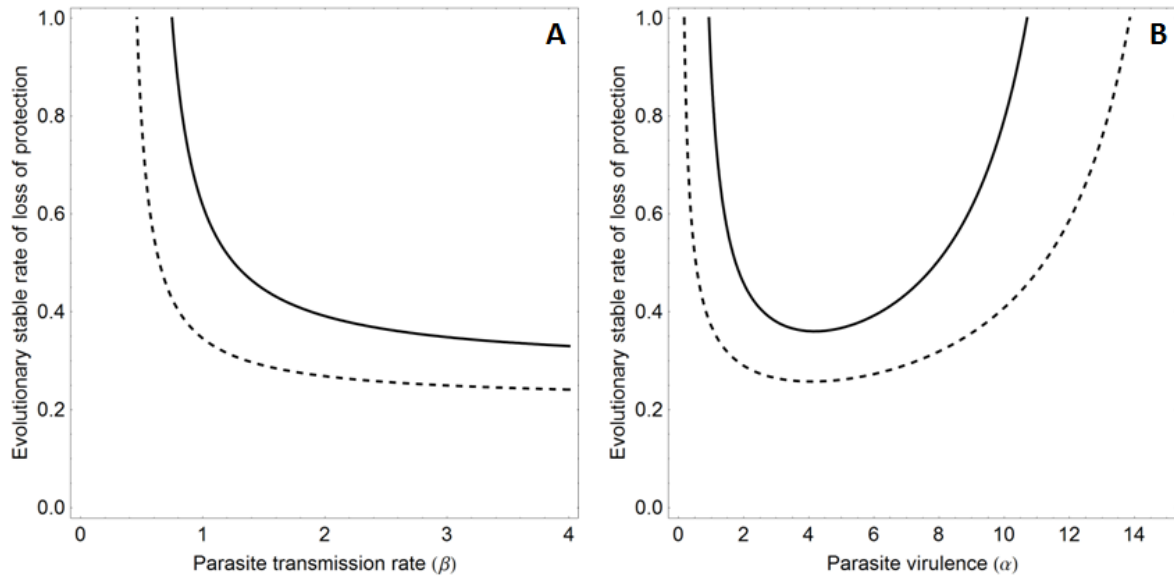 A
1.0
0.8
0.6
0.4
0.2
0.0
Evolutionary stable rate of loss of protection
0 1 2 3 4
Parasite transmission rate (β)
B
1.0
0.8
0.6
0.4
0.2
0.0
Evolutionary stable rate of loss of protection
0 2 4 6 8 10 12 14
Parasite virulence (α)